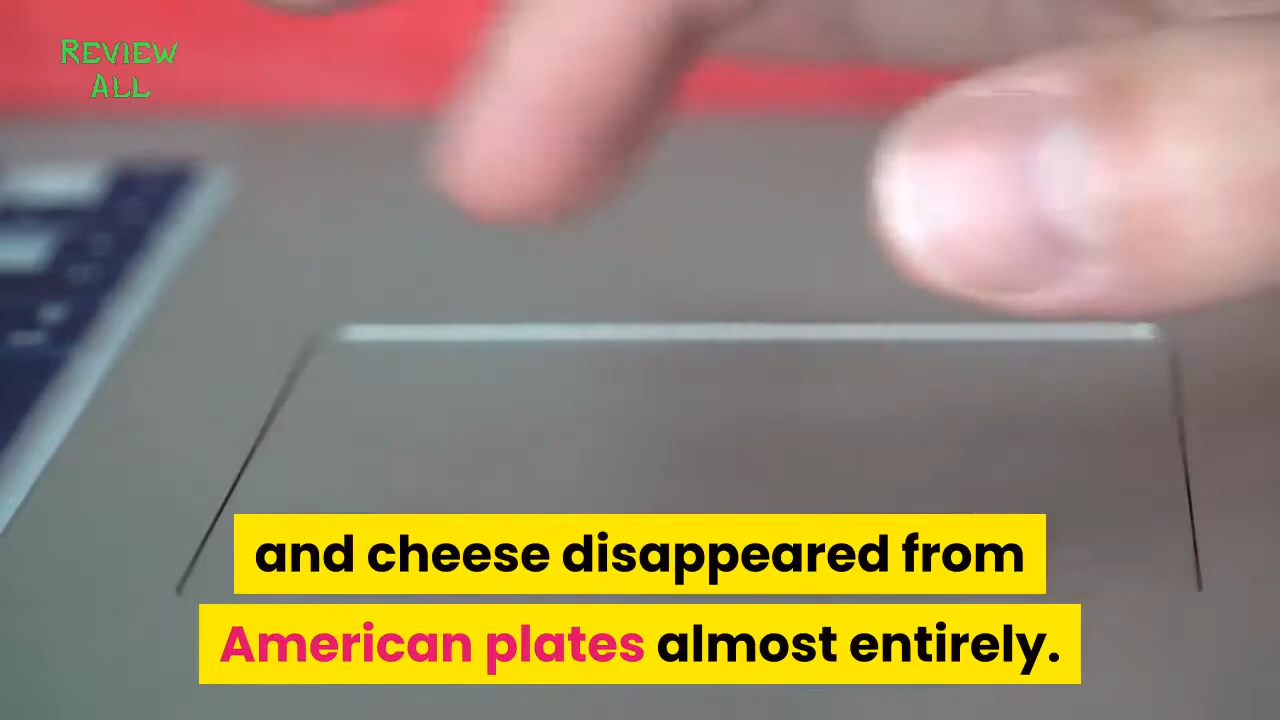 REVIEW
ALL
and cheese disappeared from
American plates almost entirely.